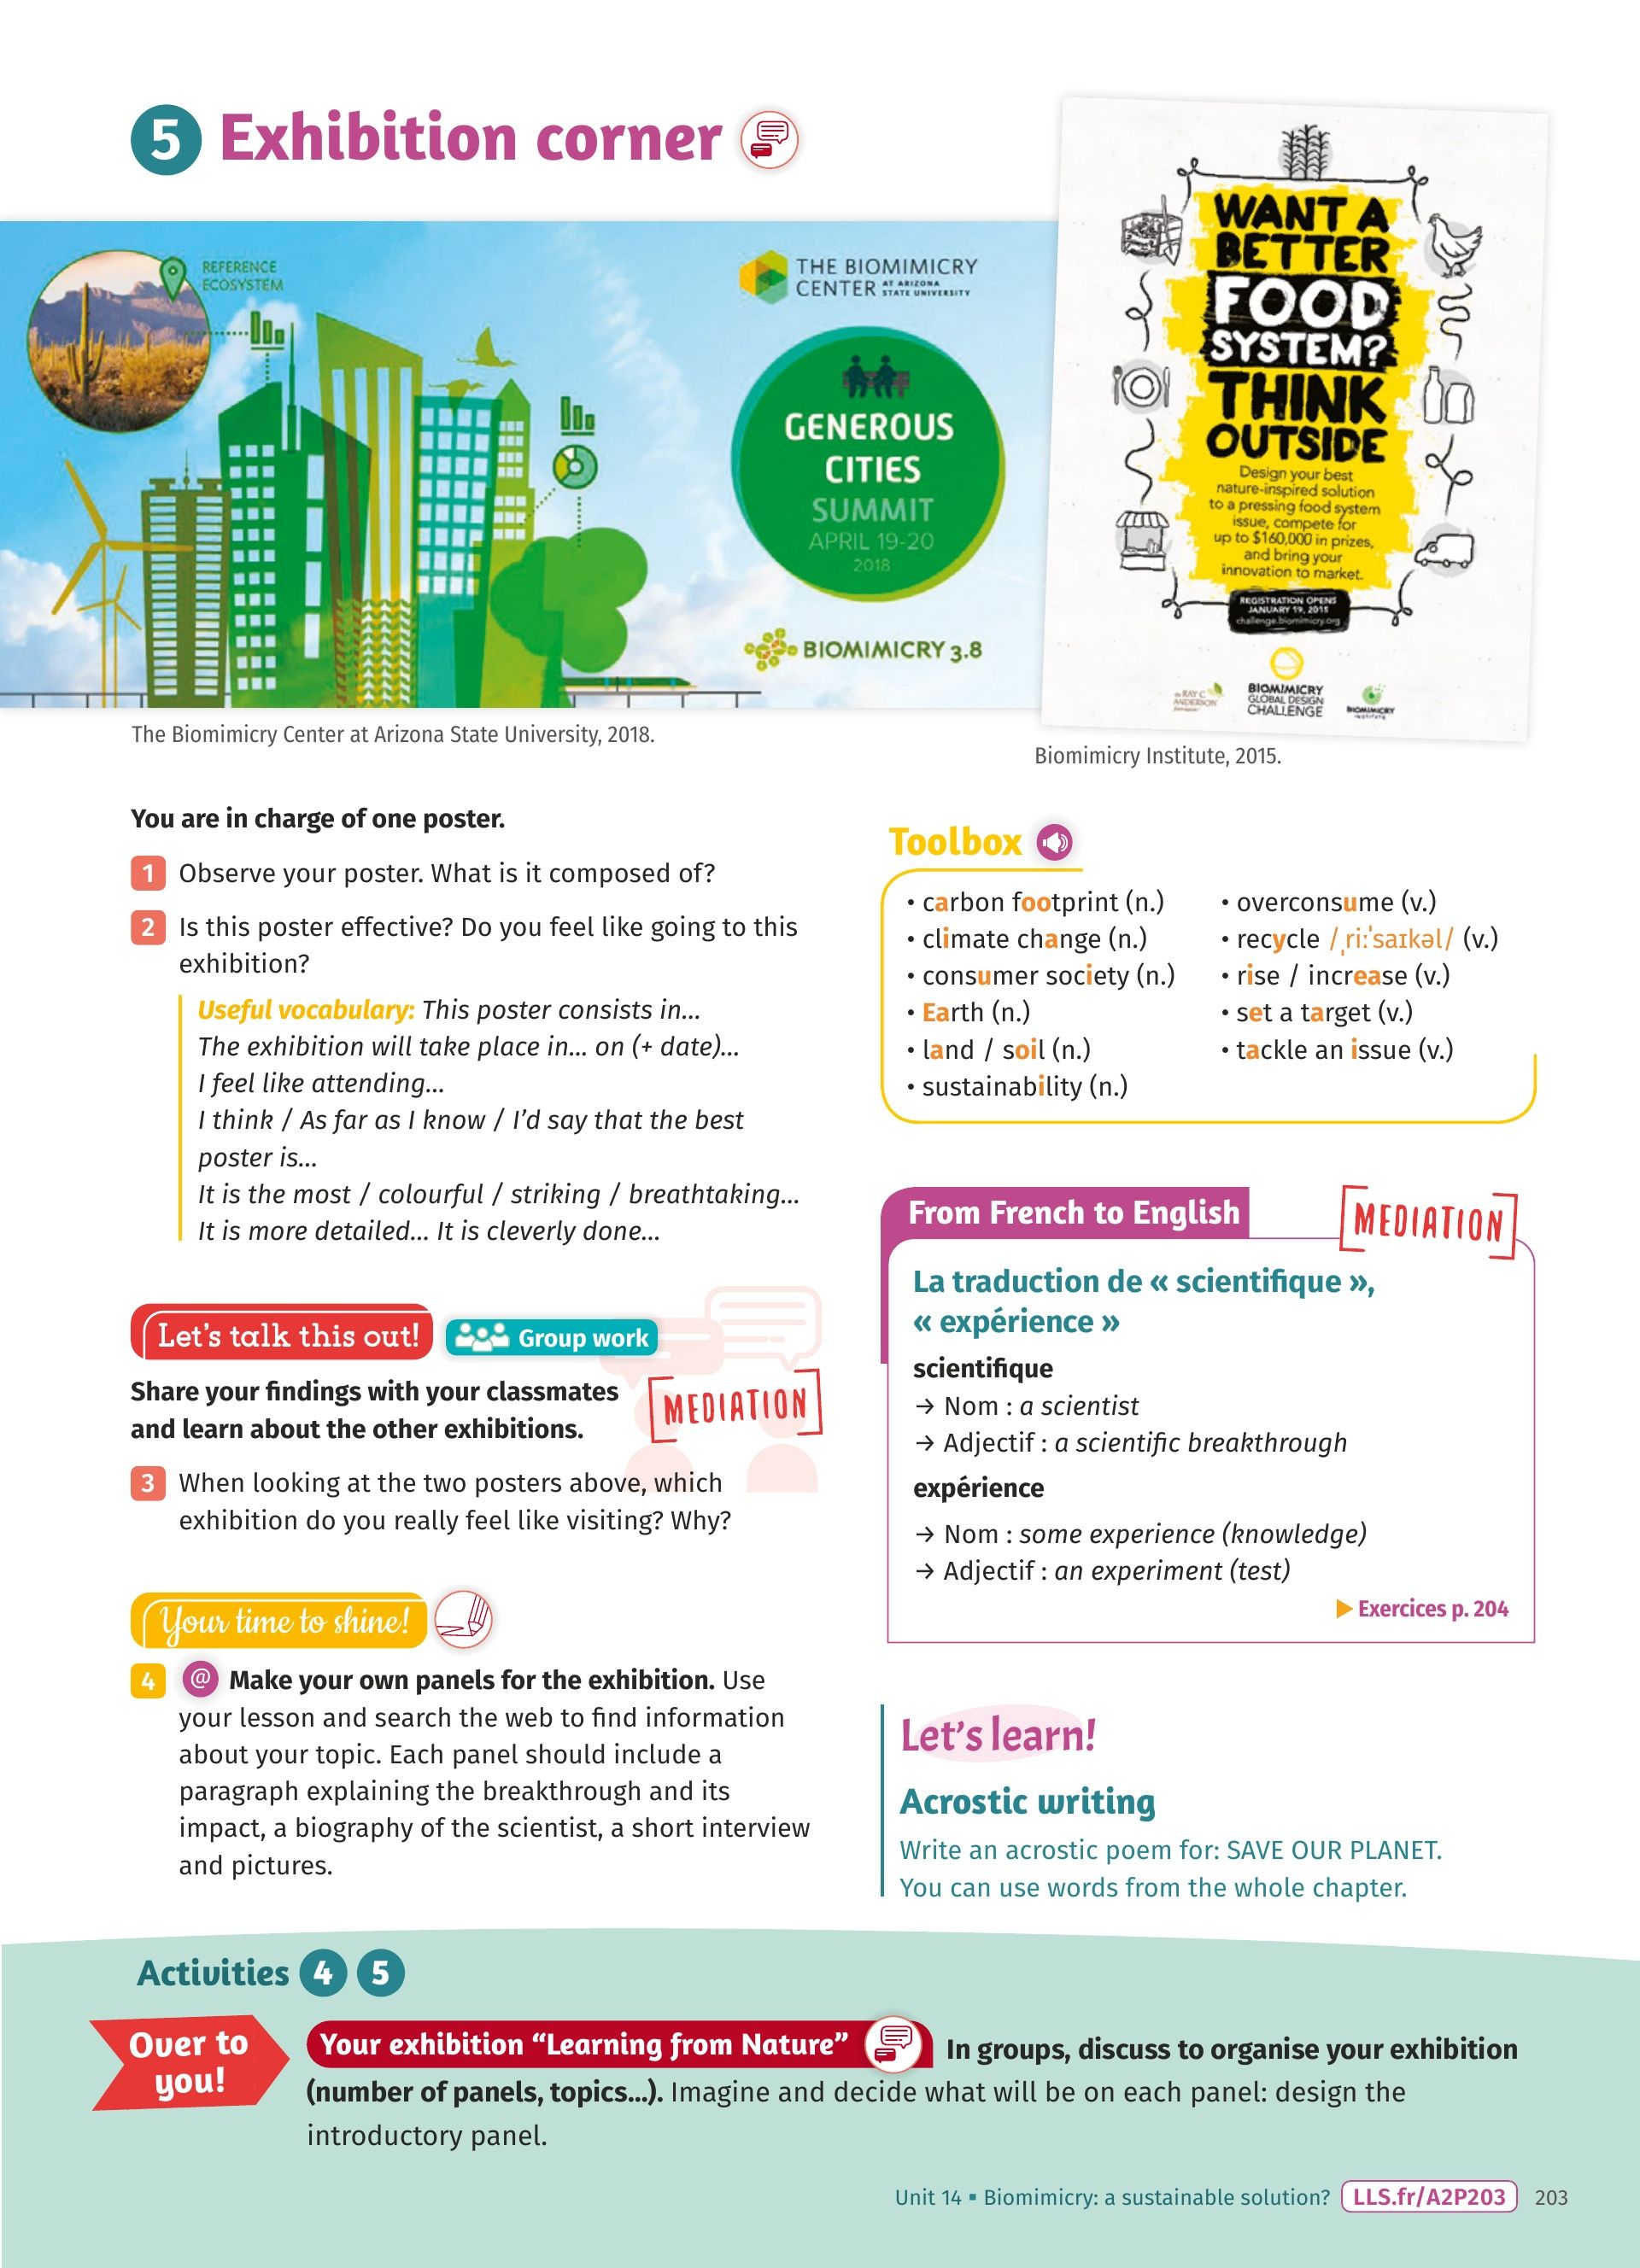 5 Exhibition corner
REFERENCE
ECOSYSTEM
THE BIOMIMICRY
CENTER AT ARIZONA
STATE UNIVERSITY
GENEROUS
CITIES
SUMMIT
APRIL 19-20
2018
BIOMIMICRY 3.8
WANT A
BETTER
FOOD
SYSTEM?
THINK
OUTSIDE
Design your best
nature-inspired solution
to a pressing food system
issue, compete for
up to $160,000 in prizes,
and bring your
innovation to market.
REGISTRATION OPENS
JANUARY 19, 2015
challenge.biomimicry.org
RAY C.
ANDERSON
BIOMIMICRY
GLOBAL DESIGN
CHALLENGE
BIOMIMICRY
INSTITUTE
The Biomimicry Center at Arizona State University, 2018.
Biomimicry Institute, 2015.
You are in charge of one poster.
1 Observe your poster. What is it composed of?
2 Is this poster effective? Do you feel like going to this
exhibition?
Useful vocabulary: This poster consists in...
The exhibition will take place in... on (+ date)...
I feel like attending...
I think / As far as I know / I'd say that the best
poster is...
It is the most / colourful / striking / breathtaking...
It is more detailed... It is cleverly done...
Let's talk this out! Group work
Share your findings with your classmates
and learn about the other exhibitions.
MEDIATION
3 When looking at the two posters above, which
exhibition do you really feel like visiting? Why?
Your time to shine!
4 @ Make your own panels for the exhibition. Use
your lesson and search the web to find information
about your topic. Each panel should include a
paragraph explaining the breakthrough and its
impact, a biography of the scientist, a short interview
and pictures.
Toolbox
• carbon footprint (n.)
• climate change (n.)
• consumer society (n.)
• Earth (n.)
• land / soil (n.)
• sustainability (n.)
• overconsume (v.)
• recycle /ˌriːˈsaɪkəl/ (v.)
• rise / increase (v.)
• set a target (v.)
• tackle an issue (v.)
From French to English
MEDIATION
La traduction de « scientifique »,
« expérience »
scientifique
→ Nom : a scientist
→ Adjectif : a scientific breakthrough
expérience
→ Nom : some experience (knowledge)
→ Adjectif : an experiment (test)
Exercices p. 204
Let's learn!
Acrostic writing
Write an acrostic poem for: SAVE OUR PLANET.
You can use words from the whole chapter.
Activities 4 5
Over to
you!
Your exhibition “Learning from Nature” In groups, discuss to organise your exhibition
(number of panels, topics...). Imagine and decide what will be on each panel: design the
introductory panel.
Unit 14 ▪ Biomimicry: a sustainable solution? LLS.fr/A2P203 203